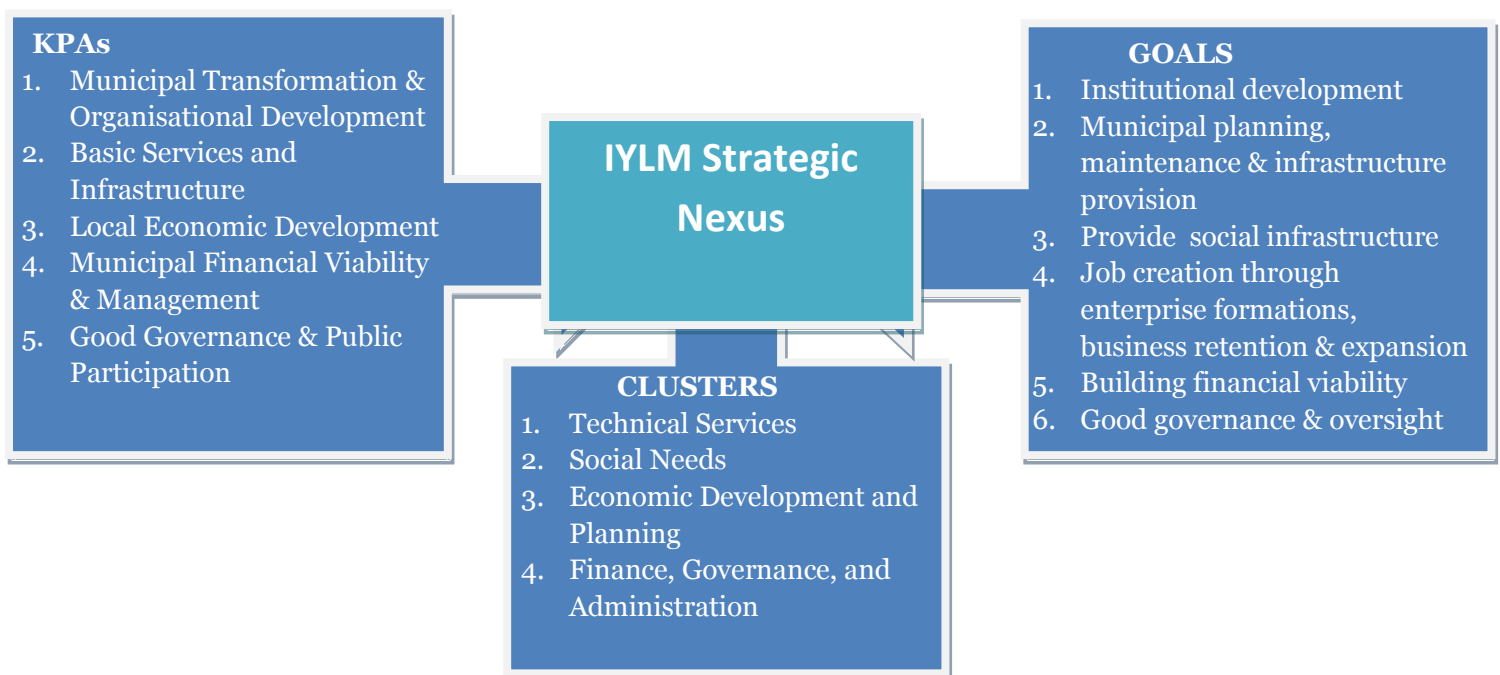 KPAs
1. Municipal Transformation &
Organisational Development
2. Basic Services and
Infrastructure
3. Local Economic Development
4. Municipal Financial Viability
& Management
5. Good Governance & Public
Participation
IYLM Strategic
Nexus
GOALS
1. Institutional development
2. Municipal planning,
maintenance & infrastructure
provision
3. Provide social infrastructure
4. Job creation through
enterprise formations,
business retention & expansion
5. Building financial viability
6. Good governance & oversight
CLUSTERS
1. Technical Services
2. Social Needs
3. Economic Development and
Planning
4. Finance, Governance, and
Administration